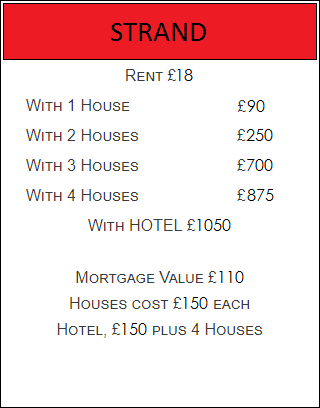 STRAND
Rent £18
With 1 House £90
With 2 Houses £250
With 3 Houses £700
With 4 Houses £875
With HOTEL £1050
Mortgage Value £110
Houses cost £150 each
Hotel, £150 plus 4 Houses